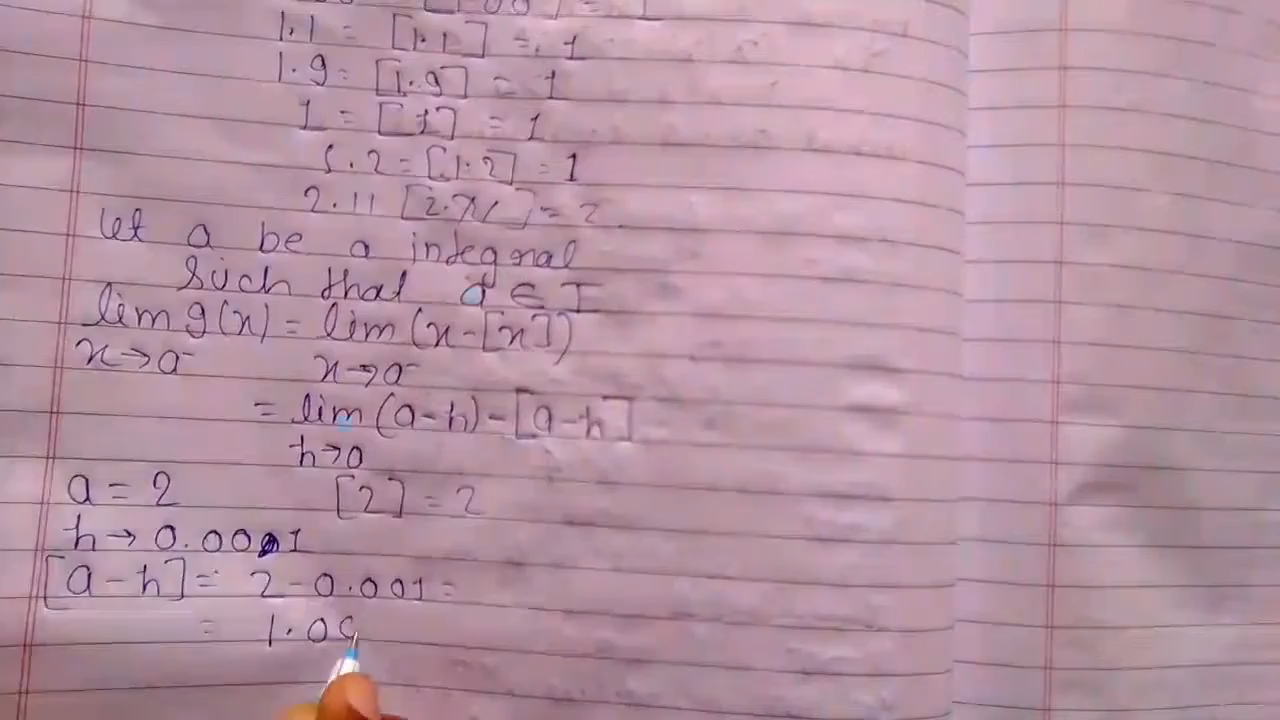 1.1 = [1.1] = 1
1.9 = [1.9] = 1
1 = [1] = 1
1.2 = [1.2] = 1
2.11 [2.11] = 2
Let a be a integral
Such that a ∈ I
lim g(x) = lim (x - [x])
x→a⁻ x→a⁻
= lim (a-h) - [a-h]
h→0
a = 2 [2] = 2
h → 0.001
[a-h] = 2 - 0.001 =
= 1.09